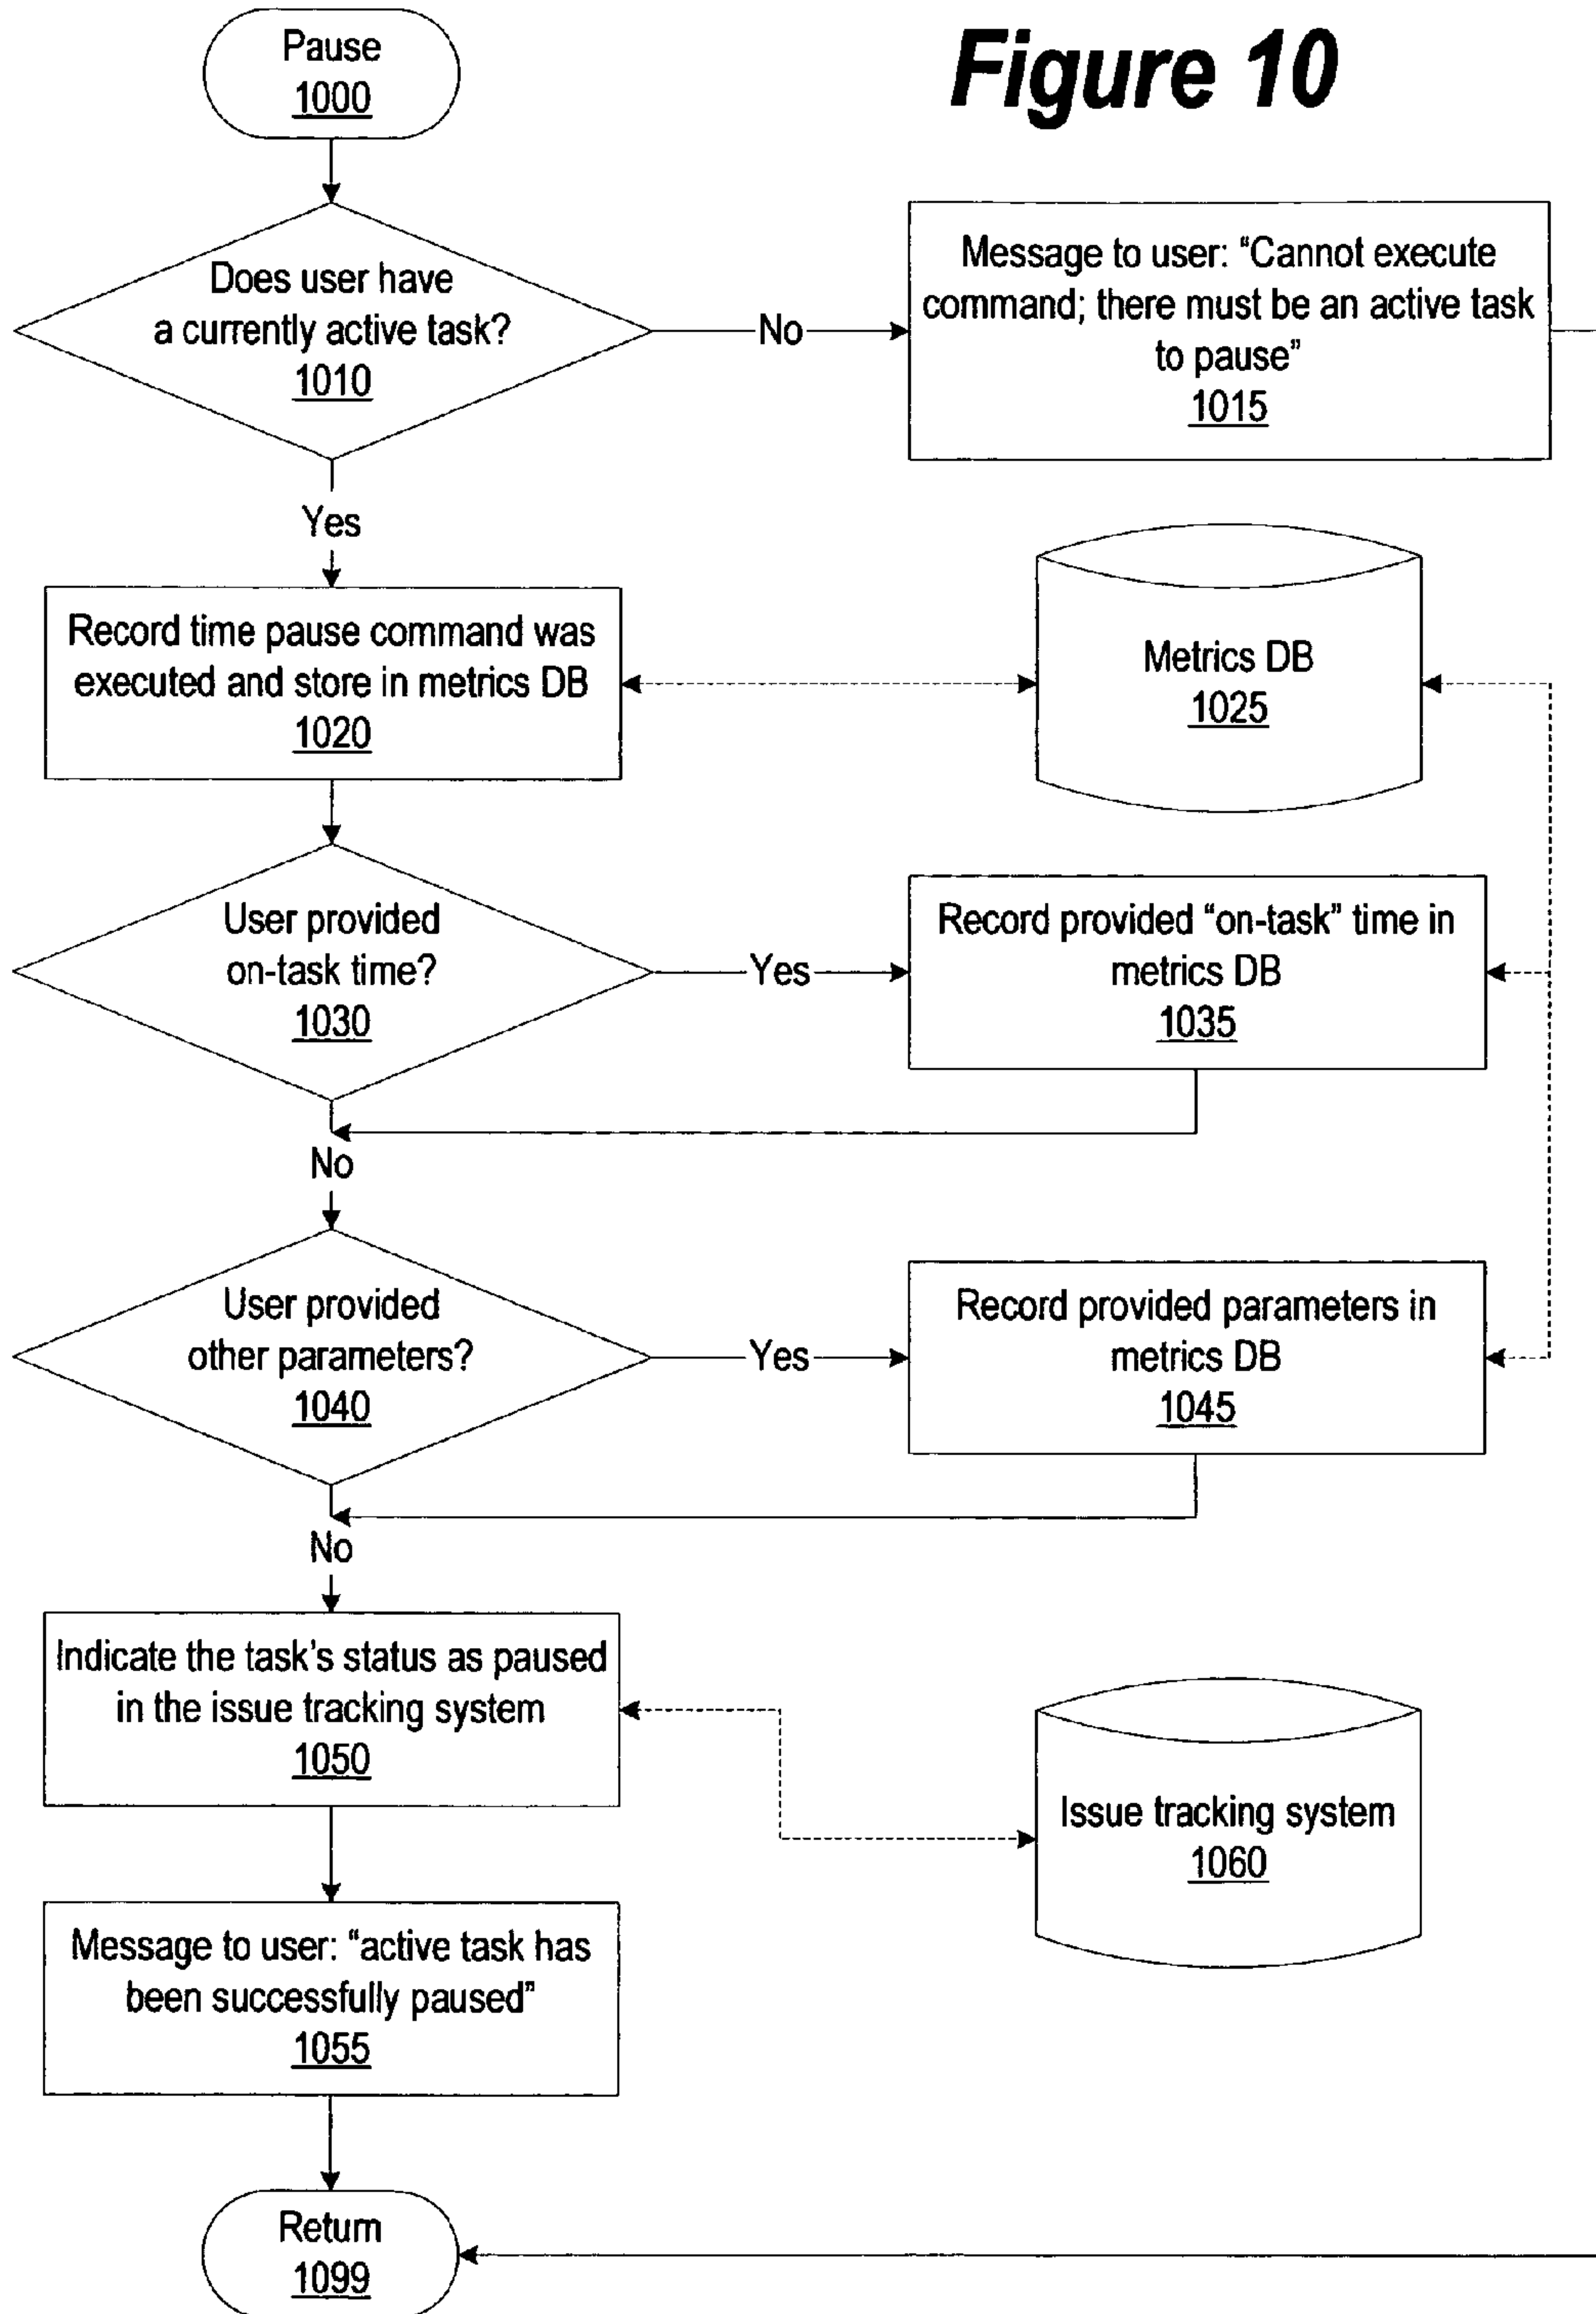 Figure 10
Pause
1000
Does user have
a currently active task?
1010
No
Message to user: “Cannot execute
command; there must be an active task
to pause”
1015
Yes
Record time pause command was
executed and store in metrics DB
1020
Metrics DB
1025
User provided
on-task time?
1030
Yes
Record provided “on-task” time in
metrics DB
1035
No
User provided
other parameters?
1040
Yes
Record provided parameters in
metrics DB
1045
No
Indicate the task’s status as paused
in the issue tracking system
1050
Issue tracking system
1060
Message to user: “active task has
been successfully paused”
1055
Return
1099